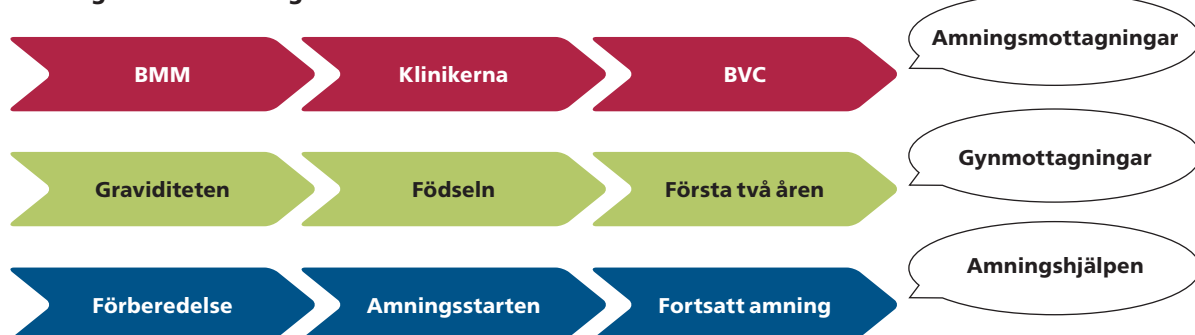 BMM
Klinikerna
BVC
Amningsmottagningar
Graviditeten
Födseln
Första två åren
Gynmottagningar
Förberedelse
Amningsstarten
Fortsatt amning
Amningshjälpen